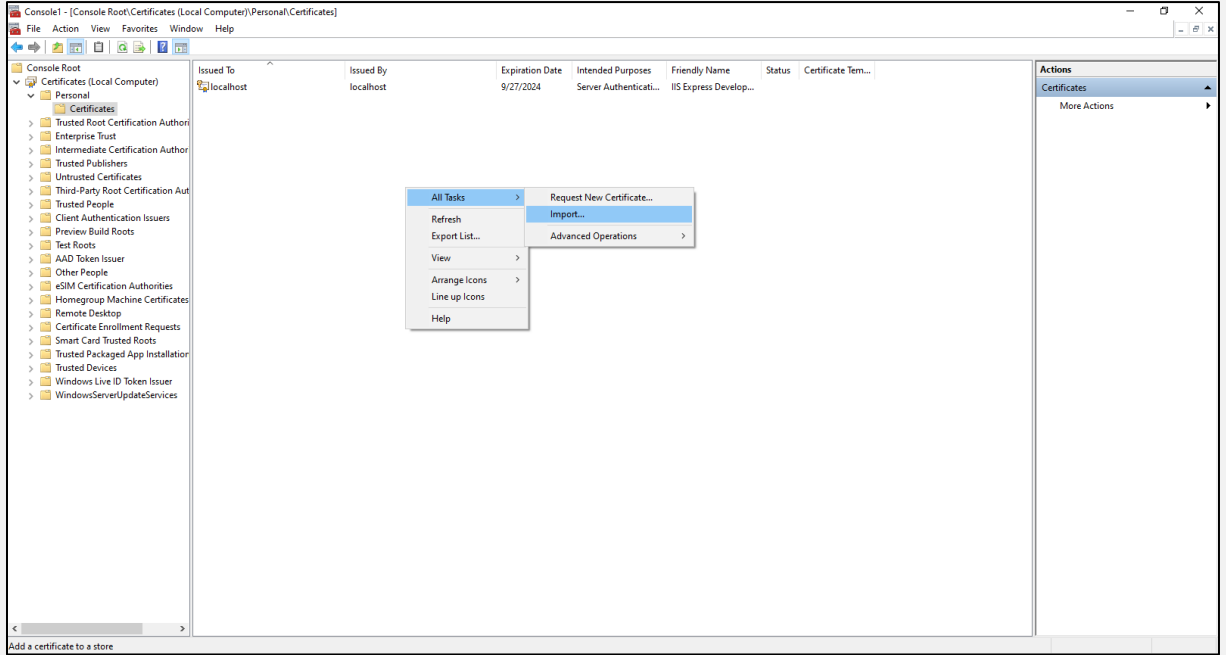 Console1 - [Console Root\Certificates (Local Computer)\Personal\Certificates]
File Action View Favorites Window Help
Console Root
Certificates (Local Computer)
Personal
Certificates
Trusted Root Certification Authori
Enterprise Trust
Intermediate Certification Author
Trusted Publishers
Untrusted Certificates
Third-Party Root Certification Aut
Trusted People
Client Authentication Issuers
Preview Build Roots
Test Roots
AAD Token Issuer
Other People
eSIM Certification Authorities
Homegroup Machine Certificates
Remote Desktop
Certificate Enrollment Requests
Smart Card Trusted Roots
Trusted Packaged App Installation
Trusted Devices
Windows Live ID Token Issuer
WindowsServerUpdateServices
Issued To Issued By Expiration Date Intended Purposes Friendly Name Status Certificate Tem...
localhost localhost 9/27/2024 Server Authenticati... IIS Express Develop...
All Tasks
Refresh
Export List...
View
Arrange Icons
Line up Icons
Help
Request New Certificate...
Import...
Advanced Operations
Actions
Certificates
More Actions
Add a certificate to a store